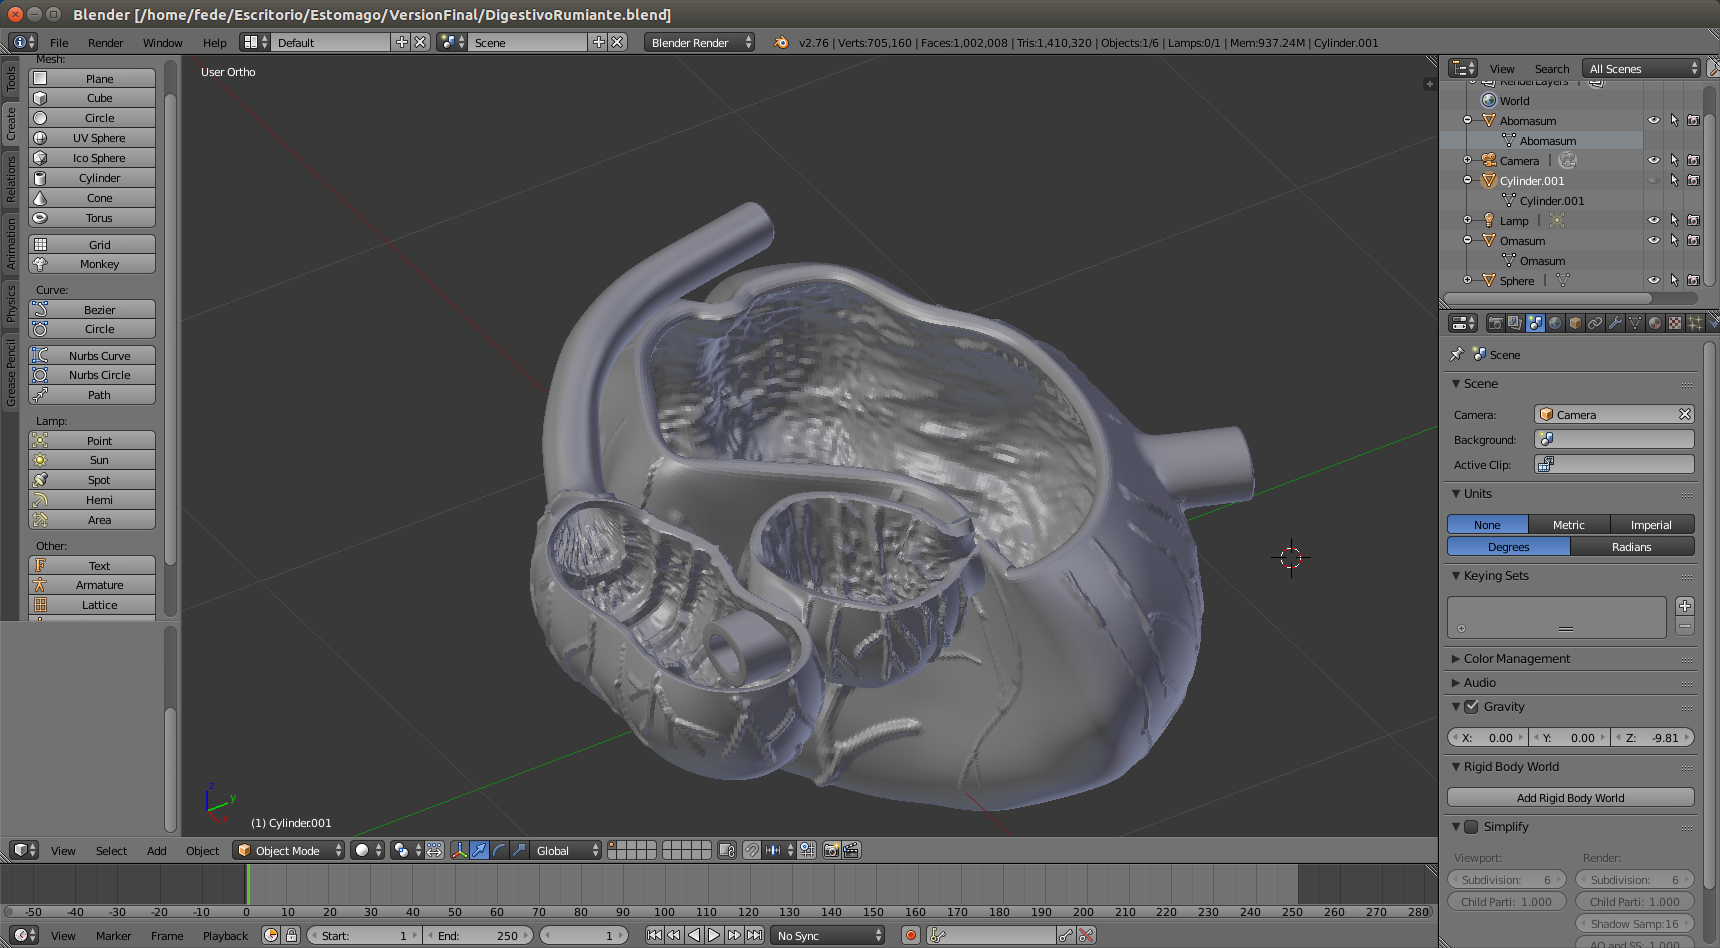 Blender [/home/fede/Escritorio/Estomago/VersionFinal/DigestivoRumiante.blend]
File Render Window Help Default Scene Blender Render v2.76 | Verts:705,160 | Faces:1,002,008 | Tris:1,410,320 | Objects:1/6 | Lamps:0/1 | Mem:937.24M | Cylinder.001
Tools
Create
Relations
Animation
Physics
Grease Pencil
Mesh:
Plane
Cube
Circle
UV Sphere
Ico Sphere
Cylinder
Cone
Torus
Grid
Monkey
Curve:
Bezier
Circle
Nurbs Curve
Nurbs Circle
Path
Lamp:
Point
Sun
Spot
Hemi
Area
Other:
Text
Armature
Lattice
User Ortho
z
y
x
(1) Cylinder.001
View Search All Scenes
RenderLayers |
World
Abomasum
Abomasum
Camera |
Cylinder.001
Cylinder.001
Lamp |
Omasum
Omasum
Sphere |
Scene
Scene
Camera: Camera
Background:
Active Clip:
Units
None Metric Imperial
Degrees Radians
Keying Sets
Color Management
Audio
Gravity
X: 0.00 Y: 0.00 Z: -9.81
Rigid Body World
Add Rigid Body World
Simplify
Viewport: Render:
Subdivision: 6 Subdivision: 6
Child Parti: 1.000 Child Parti: 1.000
Shadow Samp:16
AO and SS: 1.000
View Select Add Object Object Mode Global
-50 -40 -30 -20 -10 0 10 20 30 40 50 60 70 80 90 100 110 120 130 140 150 160 170 180 190 200 210 220 230 240 250 260 270 280
View Marker Frame Playback Start: 1 End: 250 1 No Sync